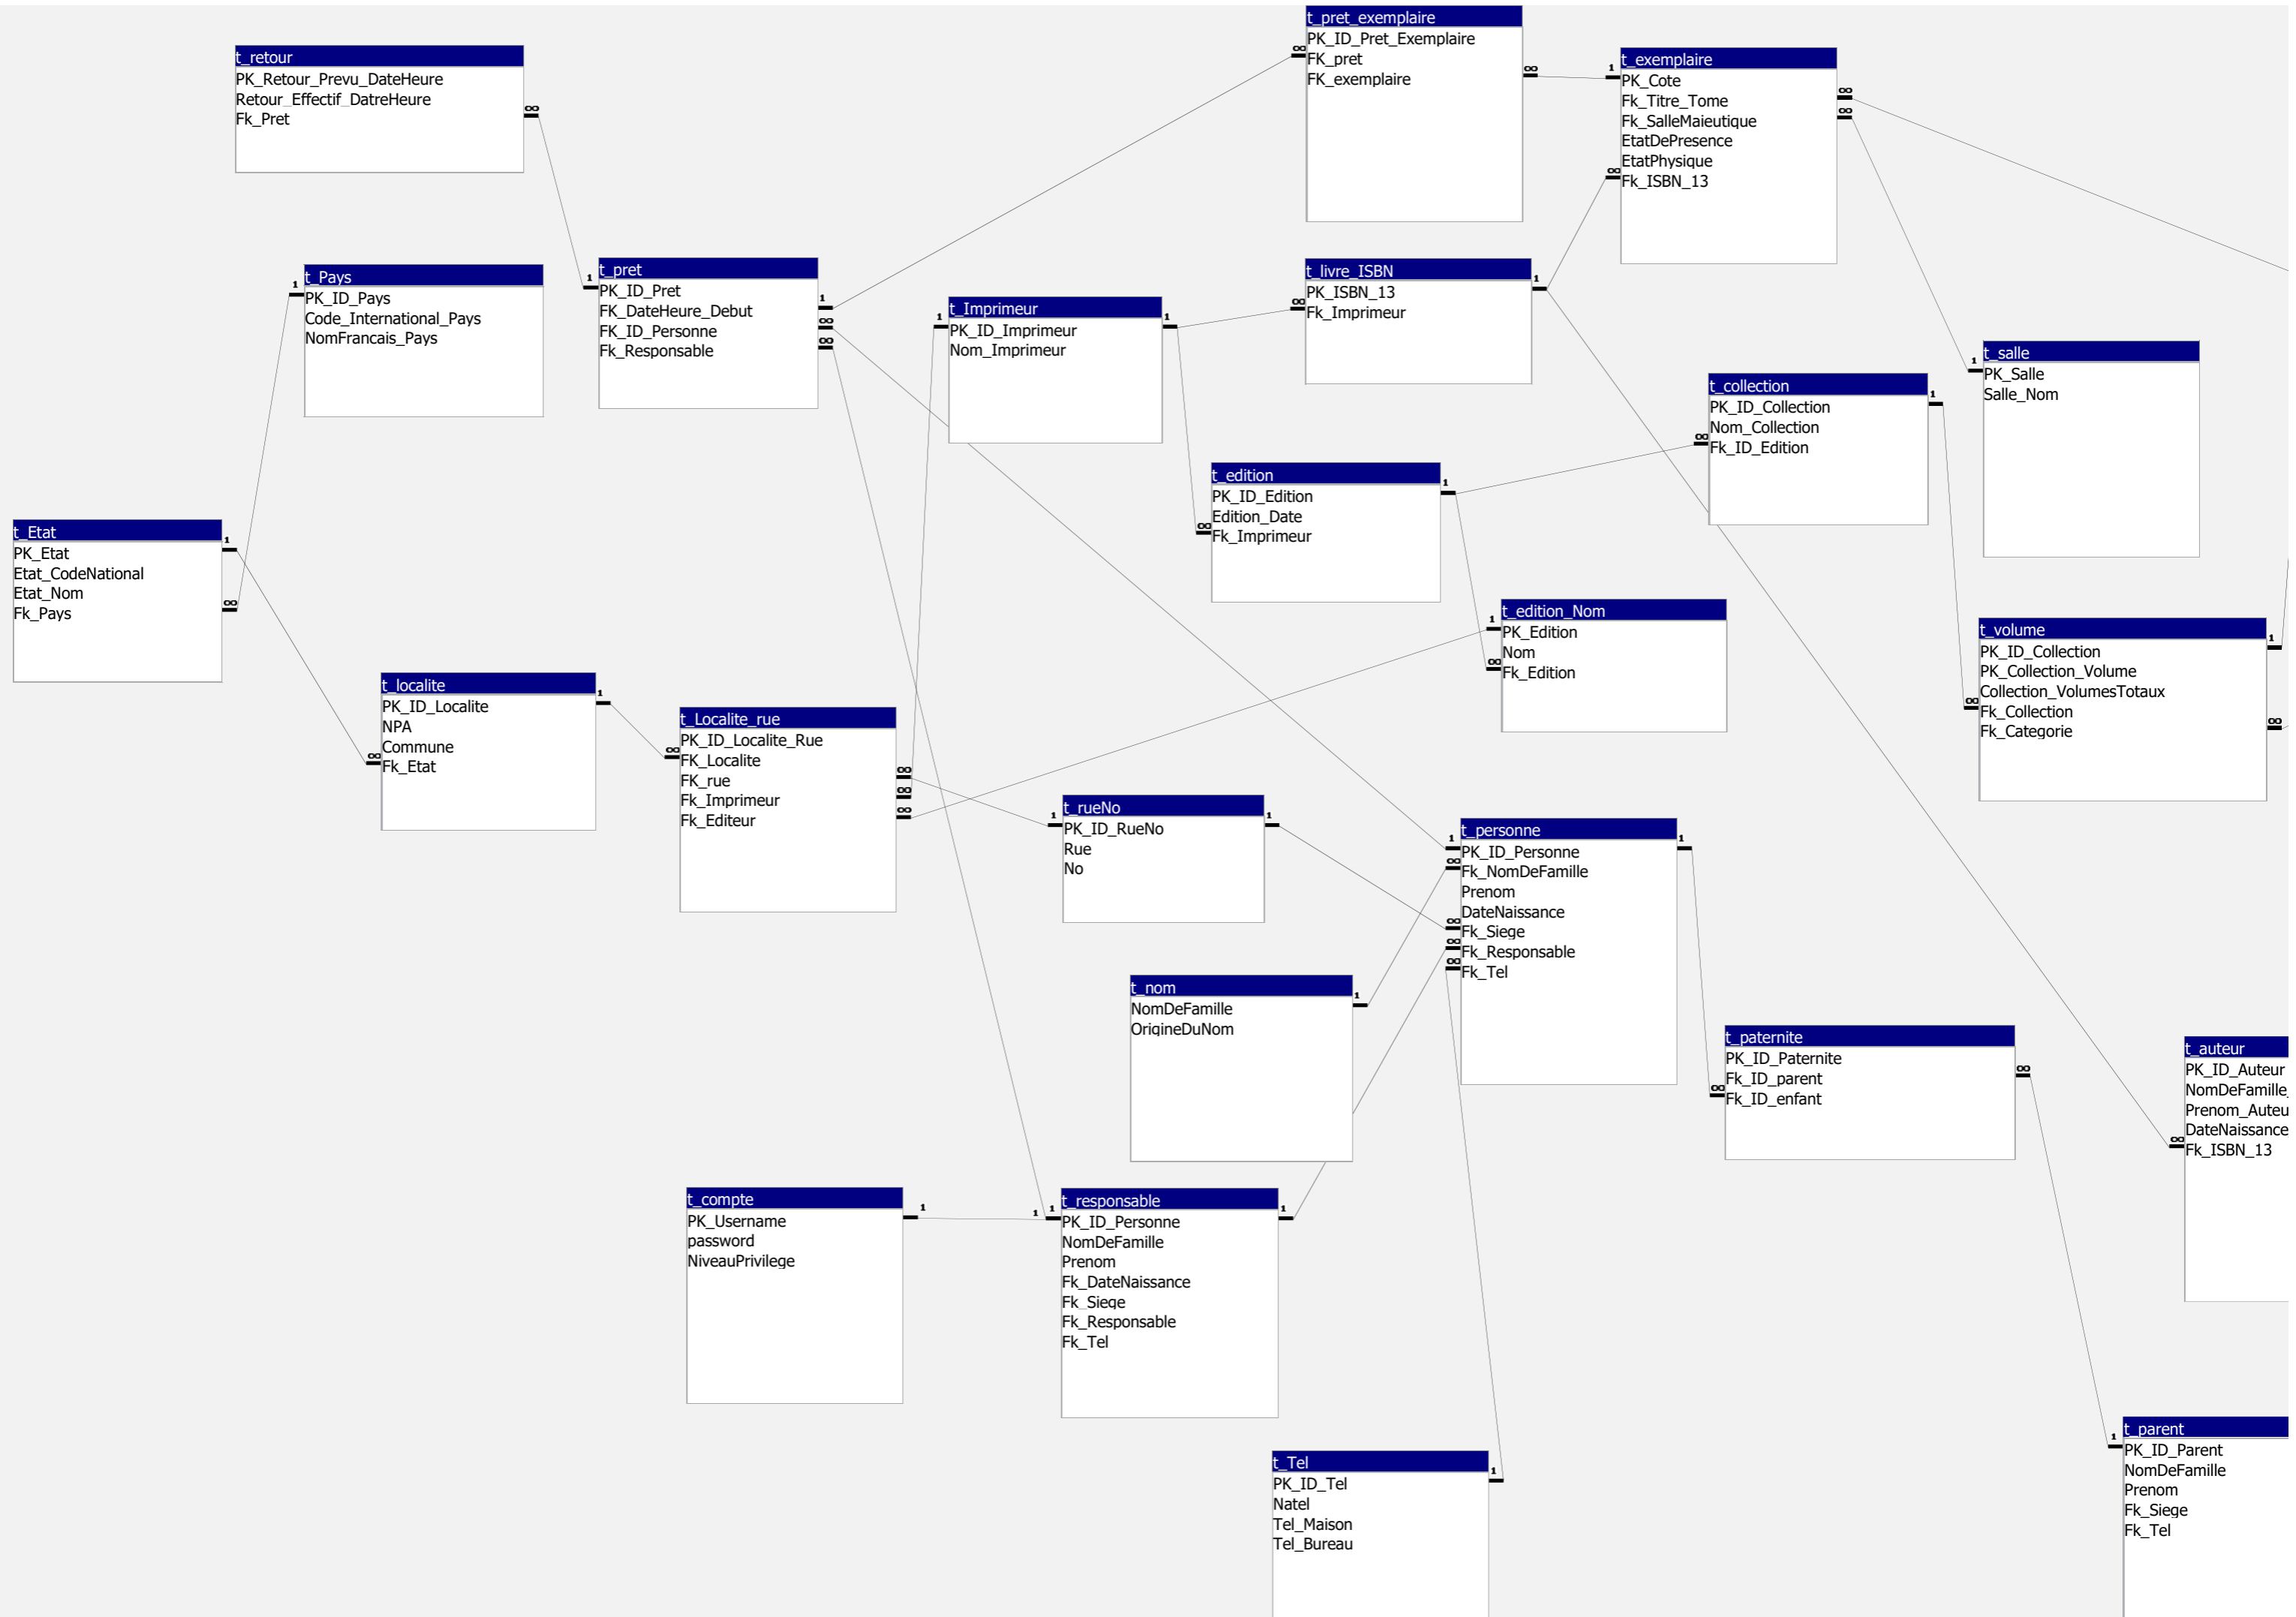 t_pret_exemplaire
PK_ID_Pret_Exemplaire
FK_pret
FK_exemplaire
t_retour
PK_Retour_Prevu_DateHeure
Retour_Effectif_DatreHeure
Fk_Pret
t_exemplaire
PK_Cote
Fk_Titre_Tome
Fk_SalleMaieutique
EtatDePresence
EtatPhysique
Fk_ISBN_13
t_Pays
PK_ID_Pays
Code_International_Pays
NomFrancais_Pays
t_pret
PK_ID_Pret
FK_DateHeure_Debut
FK_ID_Personne
Fk_Responsable
t_Imprimeur
PK_ID_Imprimeur
Nom_Imprimeur
t_livre_ISBN
PK_ISBN_13
Fk_Imprimeur
t_salle
PK_Salle
Salle_Nom
t_collection
PK_ID_Collection
Nom_Collection
Fk_ID_Edition
t_edition
PK_ID_Edition
Edition_Date
Fk_Imprimeur
t_Etat
PK_Etat
Etat_CodeNational
Etat_Nom
Fk_Pays
t_edition_Nom
PK_Edition
Nom
Fk_Edition
t_volume
PK_ID_Collection
PK_Collection_Volume
Collection_VolumesTotaux
Fk_Collection
Fk_Categorie
t_localite
PK_ID_Localite
NPA
Commune
Fk_Etat
t_Localite_rue
PK_ID_Localite_Rue
FK_Localite
FK_rue
Fk_Imprimeur
Fk_Editeur
t_rueNo
PK_ID_RueNo
Rue
No
t_personne
PK_ID_Personne
Fk_NomDeFamille
Prenom
DateNaissance
Fk_Siege
Fk_Responsable
Fk_Tel
t_nom
NomDeFamille
OrigineDuNom
t_paternite
PK_ID_Paternite
Fk_ID_parent
Fk_ID_enfant
t_auteur
PK_ID_Auteur
NomDeFamille_
Prenom_Auteu
DateNaissance
Fk_ISBN_13
t_compte
PK_Username
password
NiveauPrivilege
t_responsable
PK_ID_Personne
NomDeFamille
Prenom
Fk_DateNaissance
Fk_Siege
Fk_Responsable
Fk_Tel
t_parent
PK_ID_Parent
NomDeFamille
Prenom
Fk_Siege
Fk_Tel
t_Tel
PK_ID_Tel
Natel
Tel_Maison
Tel_Bureau